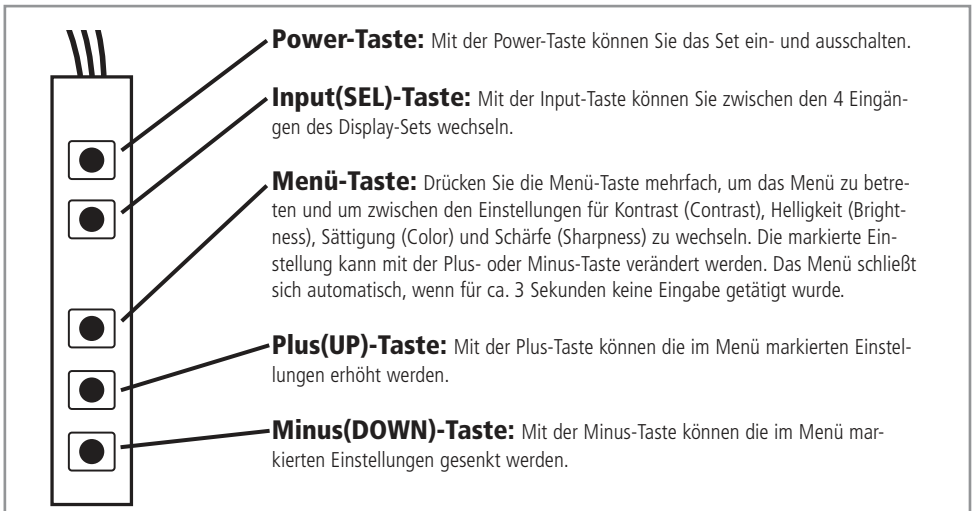 Power-Taste: Mit der Power-Taste können Sie das Set ein- und ausschalten.
Input(SEL)-Taste: Mit der Input-Taste können Sie zwischen den 4 Eingän-
gen des Display-Sets wechseln.
Menü-Taste: Drücken Sie die Menü-Taste mehrfach, um das Menü zu betre-
ten und um zwischen den Einstellungen für Kontrast (Contrast), Helligkeit (Bright-
ness), Sättigung (Color) und Schärfe (Sharpness) zu wechseln. Die markierte Ein-
stellung kann mit der Plus- oder Minus-Taste verändert werden. Das Menü schließt
sich automatisch, wenn für ca. 3 Sekunden keine Eingabe getätigt wurde.
Plus(UP)-Taste: Mit der Plus-Taste können die im Menü markierten Einstel-
lungen erhöht werden.
Minus(DOWN)-Taste: Mit der Minus-Taste können die im Menü mar-
kierten Einstellungen gesenkt werden.